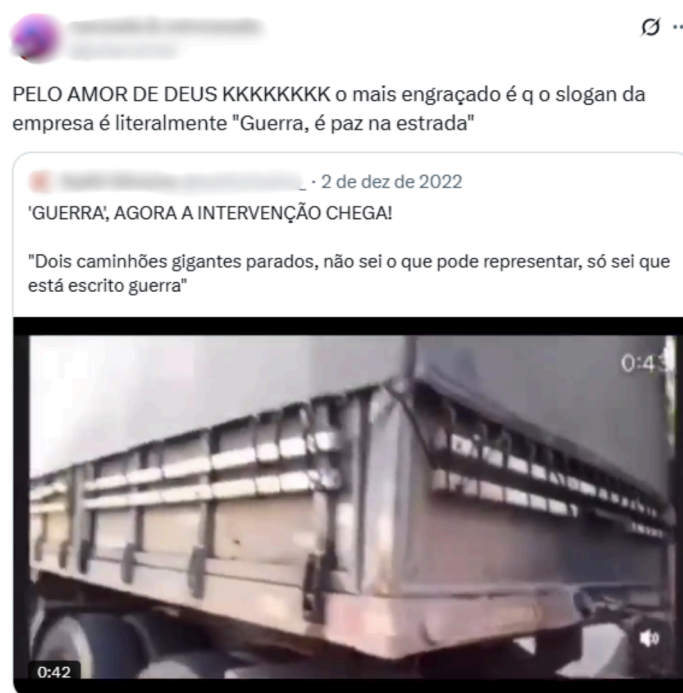 PELO AMOR DE DEUS KKKKKKKK o mais engraçado é q o slogan da
empresa é literalmente "Guerra, é paz na estrada"
· 2 de dez de 2022
'GUERRA', AGORA A INTERVENÇÃO CHEGA!
"Dois caminhões gigantes parados, não sei o que pode representar, só sei que
está escrito guerra"
0:43
0:42